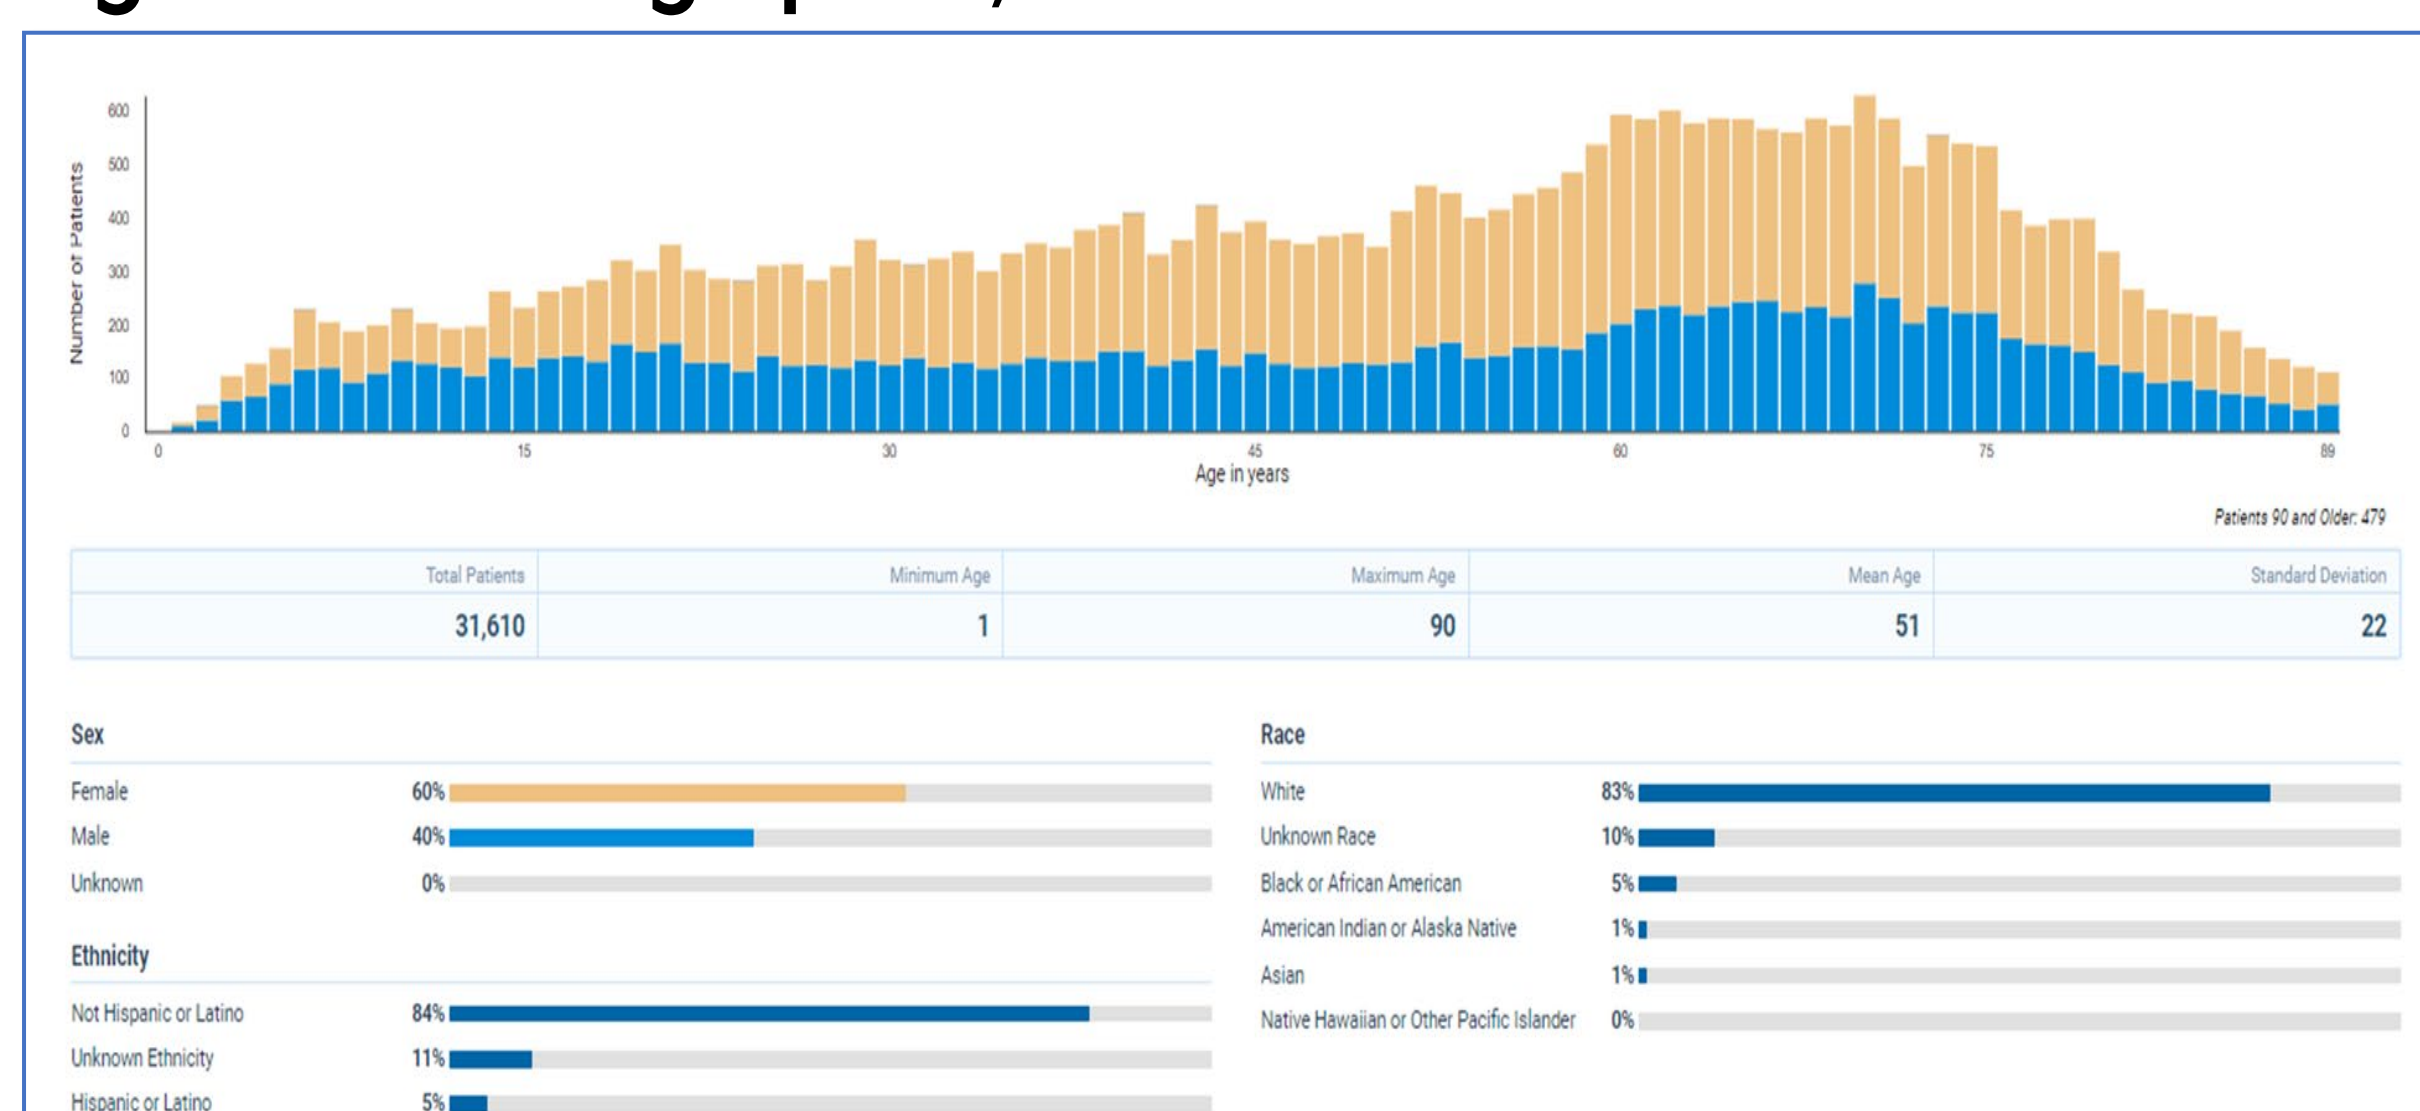 600
500
400
300
200
100
0
Number of Patients
0 15 30 45 60 75 89
Age in years
Patients 90 and Older: 479
Total Patients Minimum Age Maximum Age Mean Age Standard Deviation
31,610 1 90 51 22
Sex
Female 60%
Male 40%
Unknown 0%
Ethnicity
Not Hispanic or Latino 84%
Unknown Ethnicity 11%
Hispanic or Latino 5%
Race
White 83%
Unknown Race 10%
Black or African American 5%
American Indian or Alaska Native 1%
Asian 1%
Native Hawaiian or Other Pacific Islander 0%